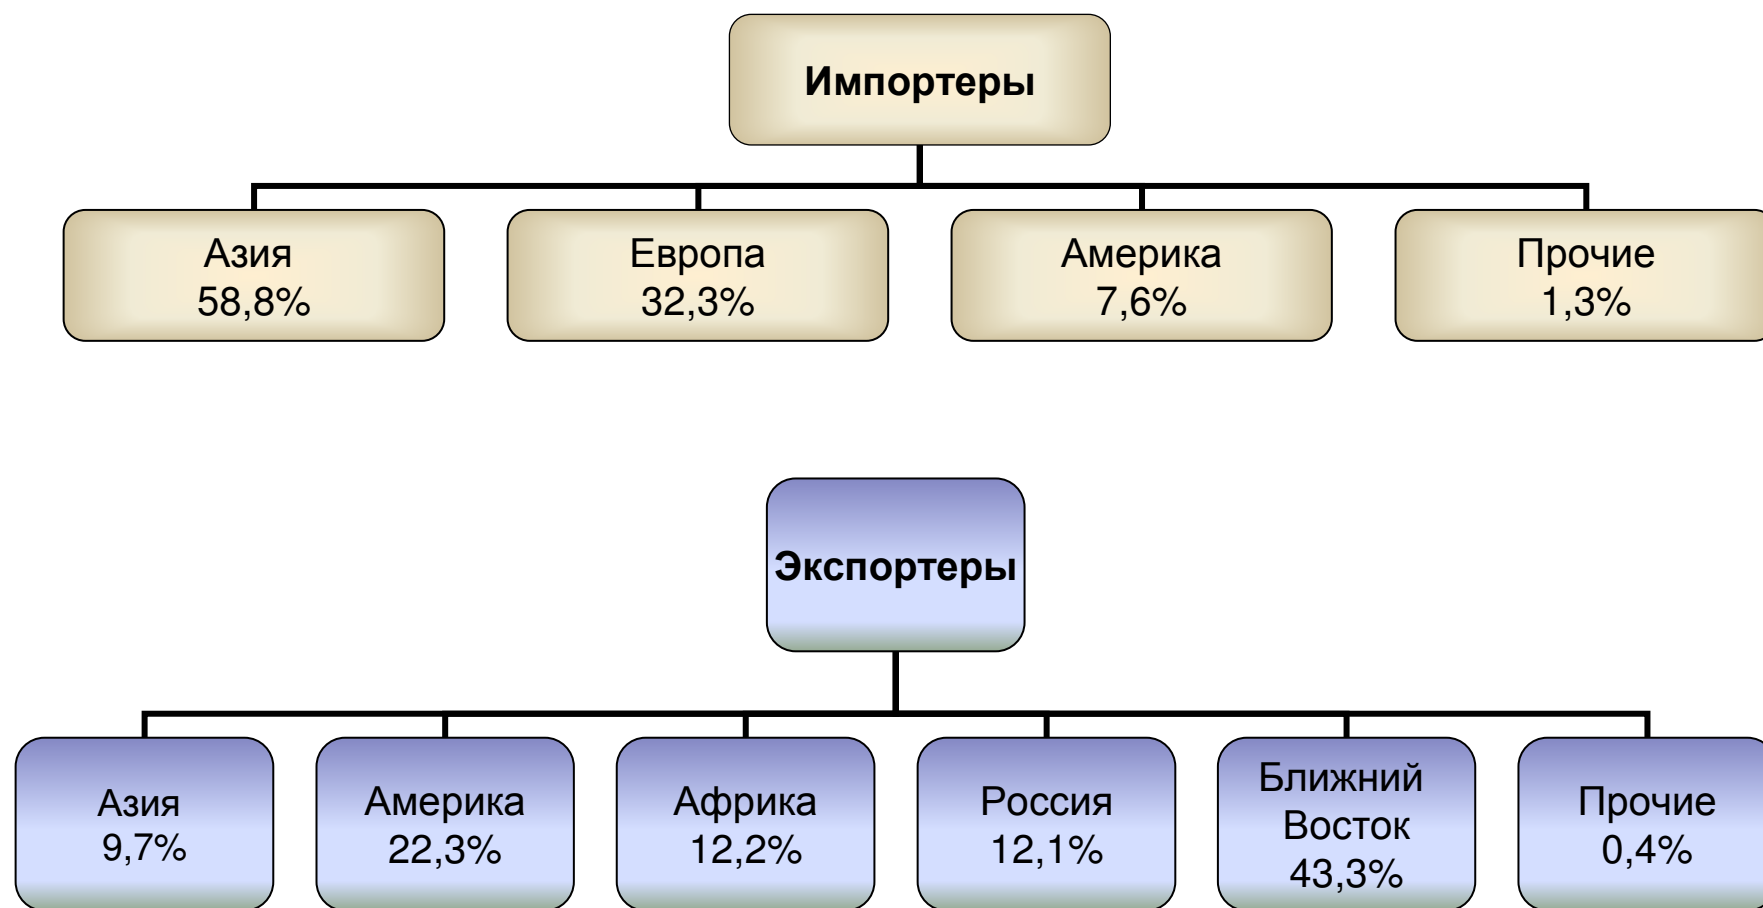 Импортеры
Азия
58,8%
Европа
32,3%
Америка
7,6%
Прочие
1,3%
Экспортеры
Азия
9,7%
Америка
22,3%
Африка
12,2%
Россия
12,1%
Ближний
Восток
43,3%
Прочие
0,4%